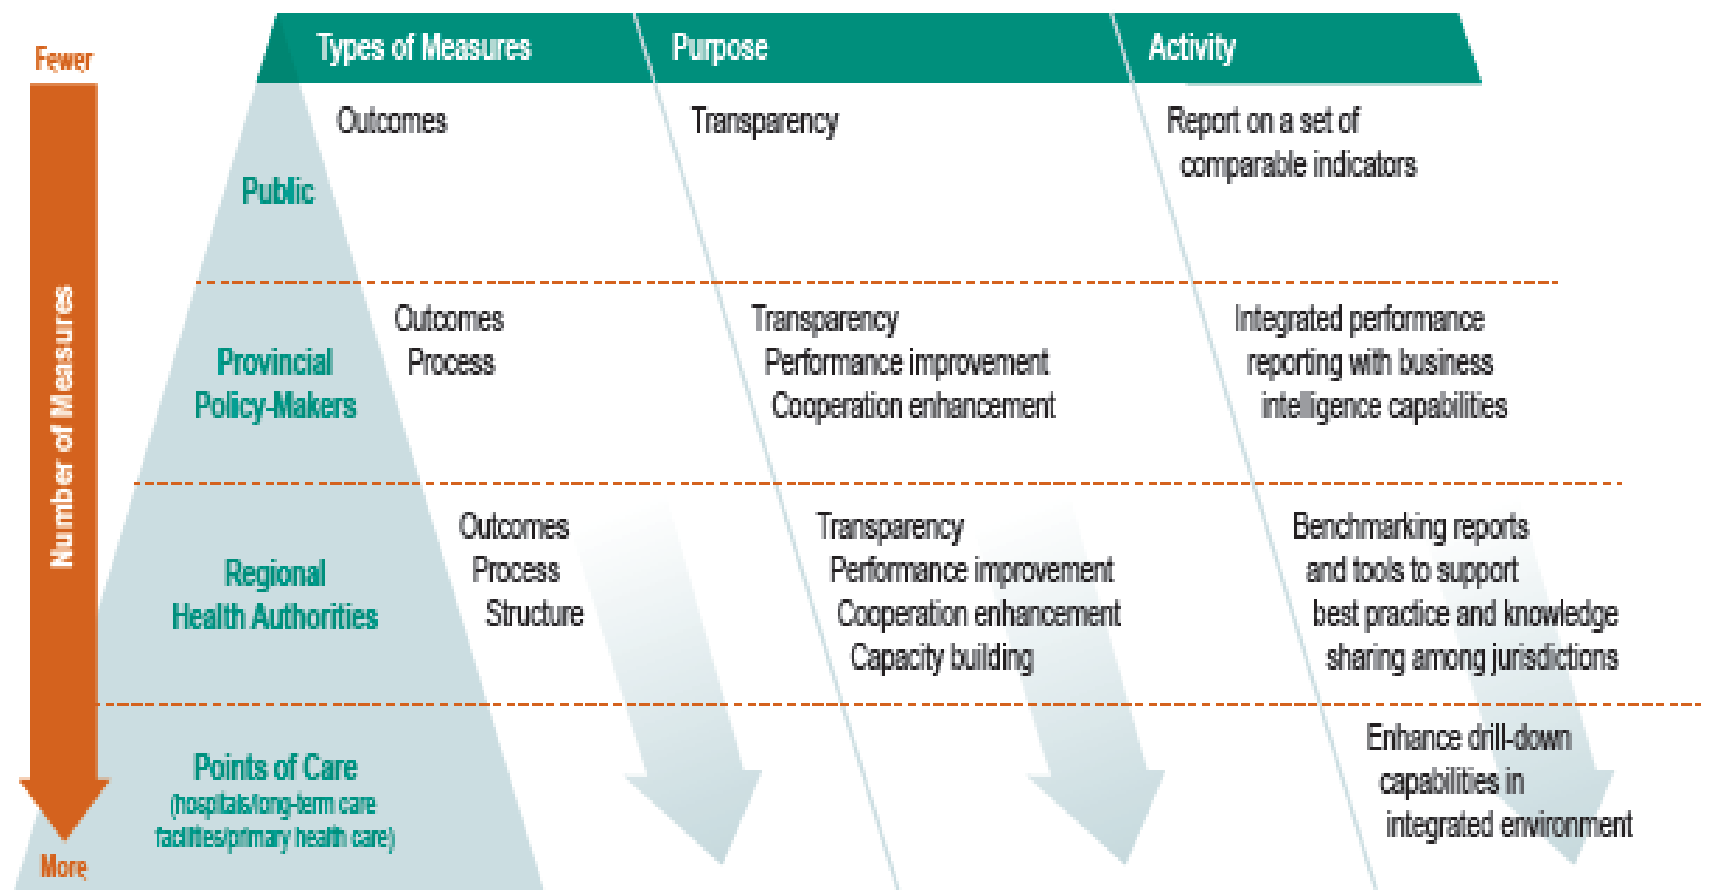 Fewer
Number of Measures
More
Types of Measures
Purpose
Activity
Public
Outcomes
Transparency
Report on a set of
comparable indicators
Provincial
Policy-Makers
Outcomes
Process
Transparency
Performance improvement
Cooperation enhancement
Integrated performance
reporting with business
intelligence capabilities
Regional
Health Authorities
Outcomes
Process
Structure
Transparency
Performance improvement
Cooperation enhancement
Capacity building
Benchmarking reports
and tools to support
best practice and knowledge
sharing among jurisdictions
Points of Care
(hospitals/long-term care
facilities/primary health care)
Enhance drill-down
capabilities in
integrated environment